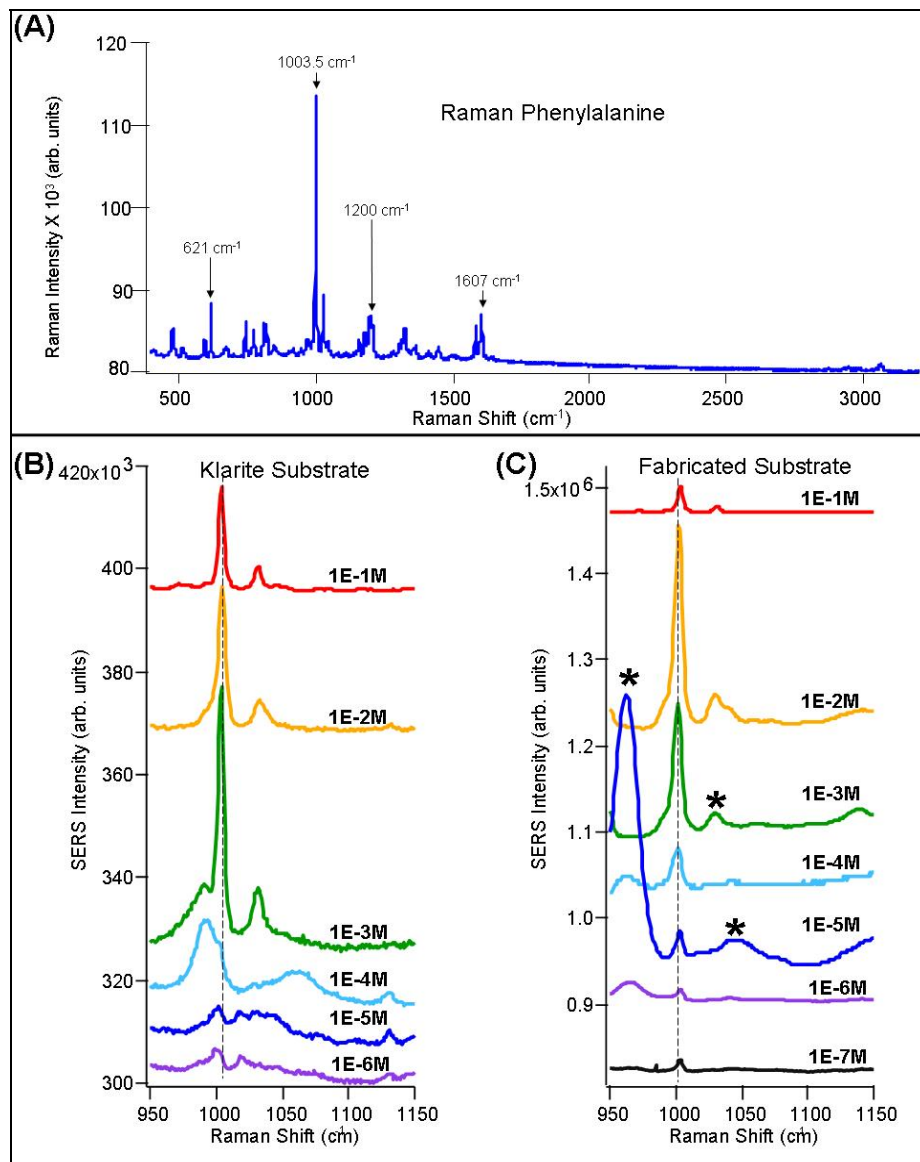 (A)
120
110
100
90
80
Raman Intensity X 10³ (arb. units)
1003.5 cm⁻¹
Raman Phenylalanine
1200 cm⁻¹
621 cm⁻¹
1607 cm⁻¹
500
1000
1500
2000
2500
3000
Raman Shift (cm⁻¹)
(B)
420x10³
Klarite Substrate
400
380
360
340
320
300
SERS Intensity (arb. units)
1E-1M
1E-2M
1E-3M
1E-4M
1E-5M
1E-6M
950
1000
1050
1100
1150
Raman Shift (cm⁻¹)
(C)
Fabricated Substrate
1.5x10⁶
1.4
1.3
1.2
1.1
1.0
0.9
SERS Intensity (arb. units)
1E-1M
1E-2M
*
*
1E-3M
1E-4M
1E-5M
*
1E-6M
1E-7M
950
1000
1050
1100
1150
Raman Shift (cm⁻¹)